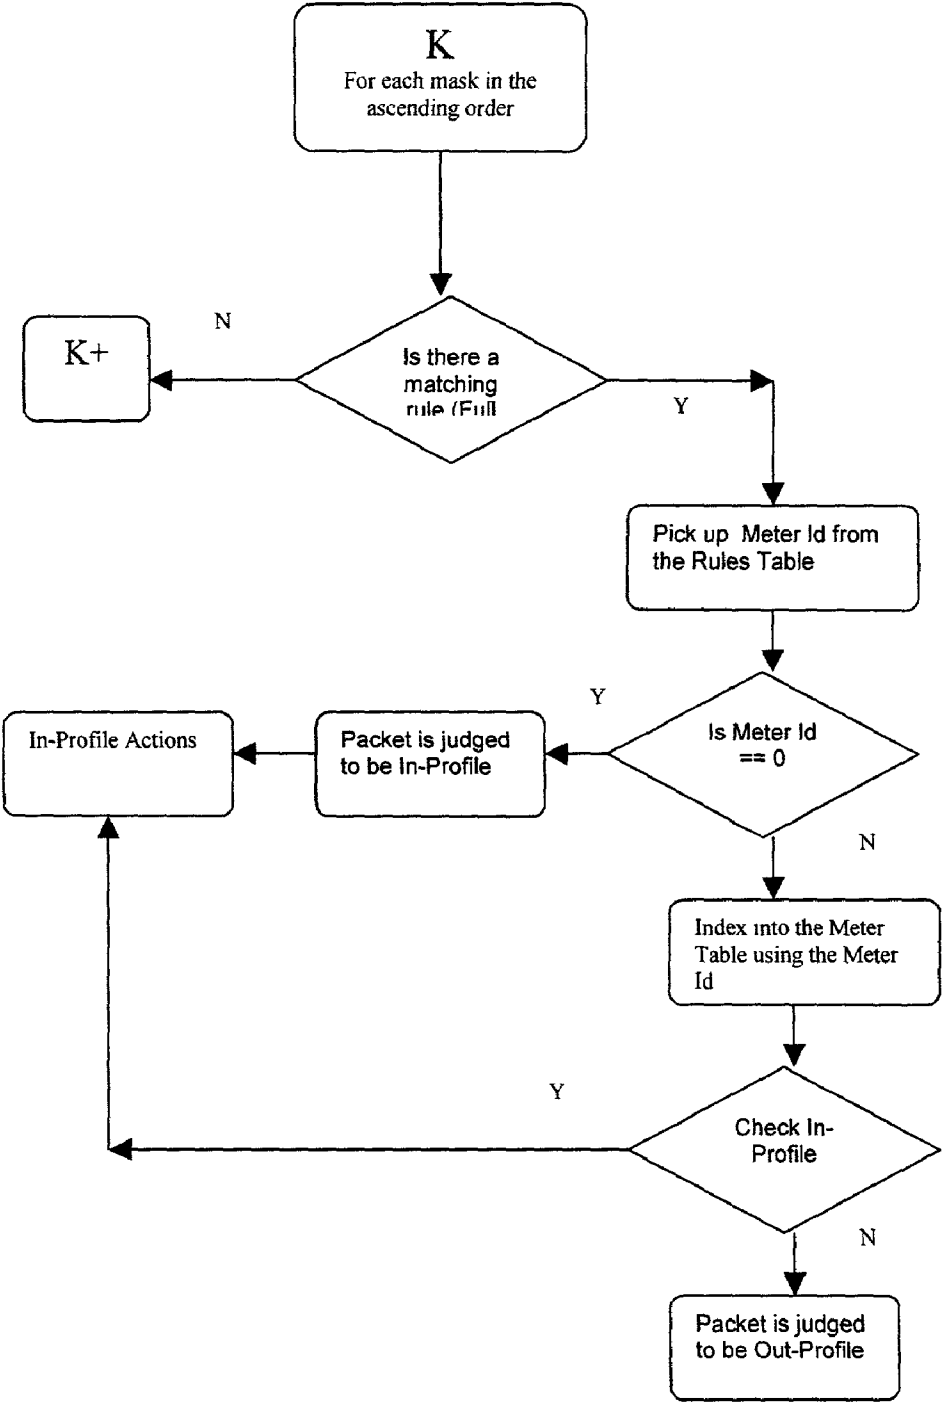 K
For each mask in the
ascending order
N
K+
Is there a
matching
rule (Full
Y
Pick up Meter Id from
the Rules Table
Y
In-Profile Actions
Packet is judged
to be In-Profile
Is Meter Id
== 0
N
Index into the Meter
Table using the Meter
Id
Y
Check In-
Profile
N
Packet is judged
to be Out-Profile